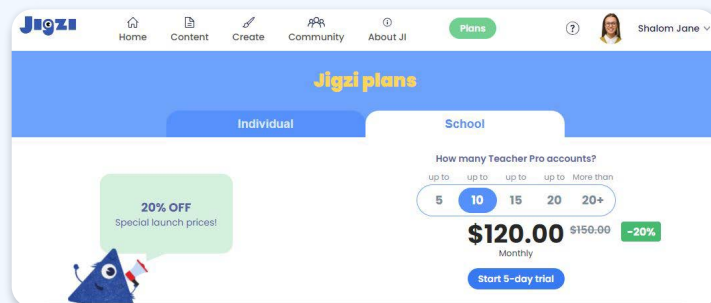 JIGZI
Home
Content
Create
Community
About JI
Plans
?
Shalom Jane
Jigzi plans
Individual
School
How many Teacher Pro accounts?
up to up to up to up to More than
5 10 15 20 20+
20% OFF
Special launch prices!
$120.00 $150.00 -20%
Monthly
Start 5-day trial